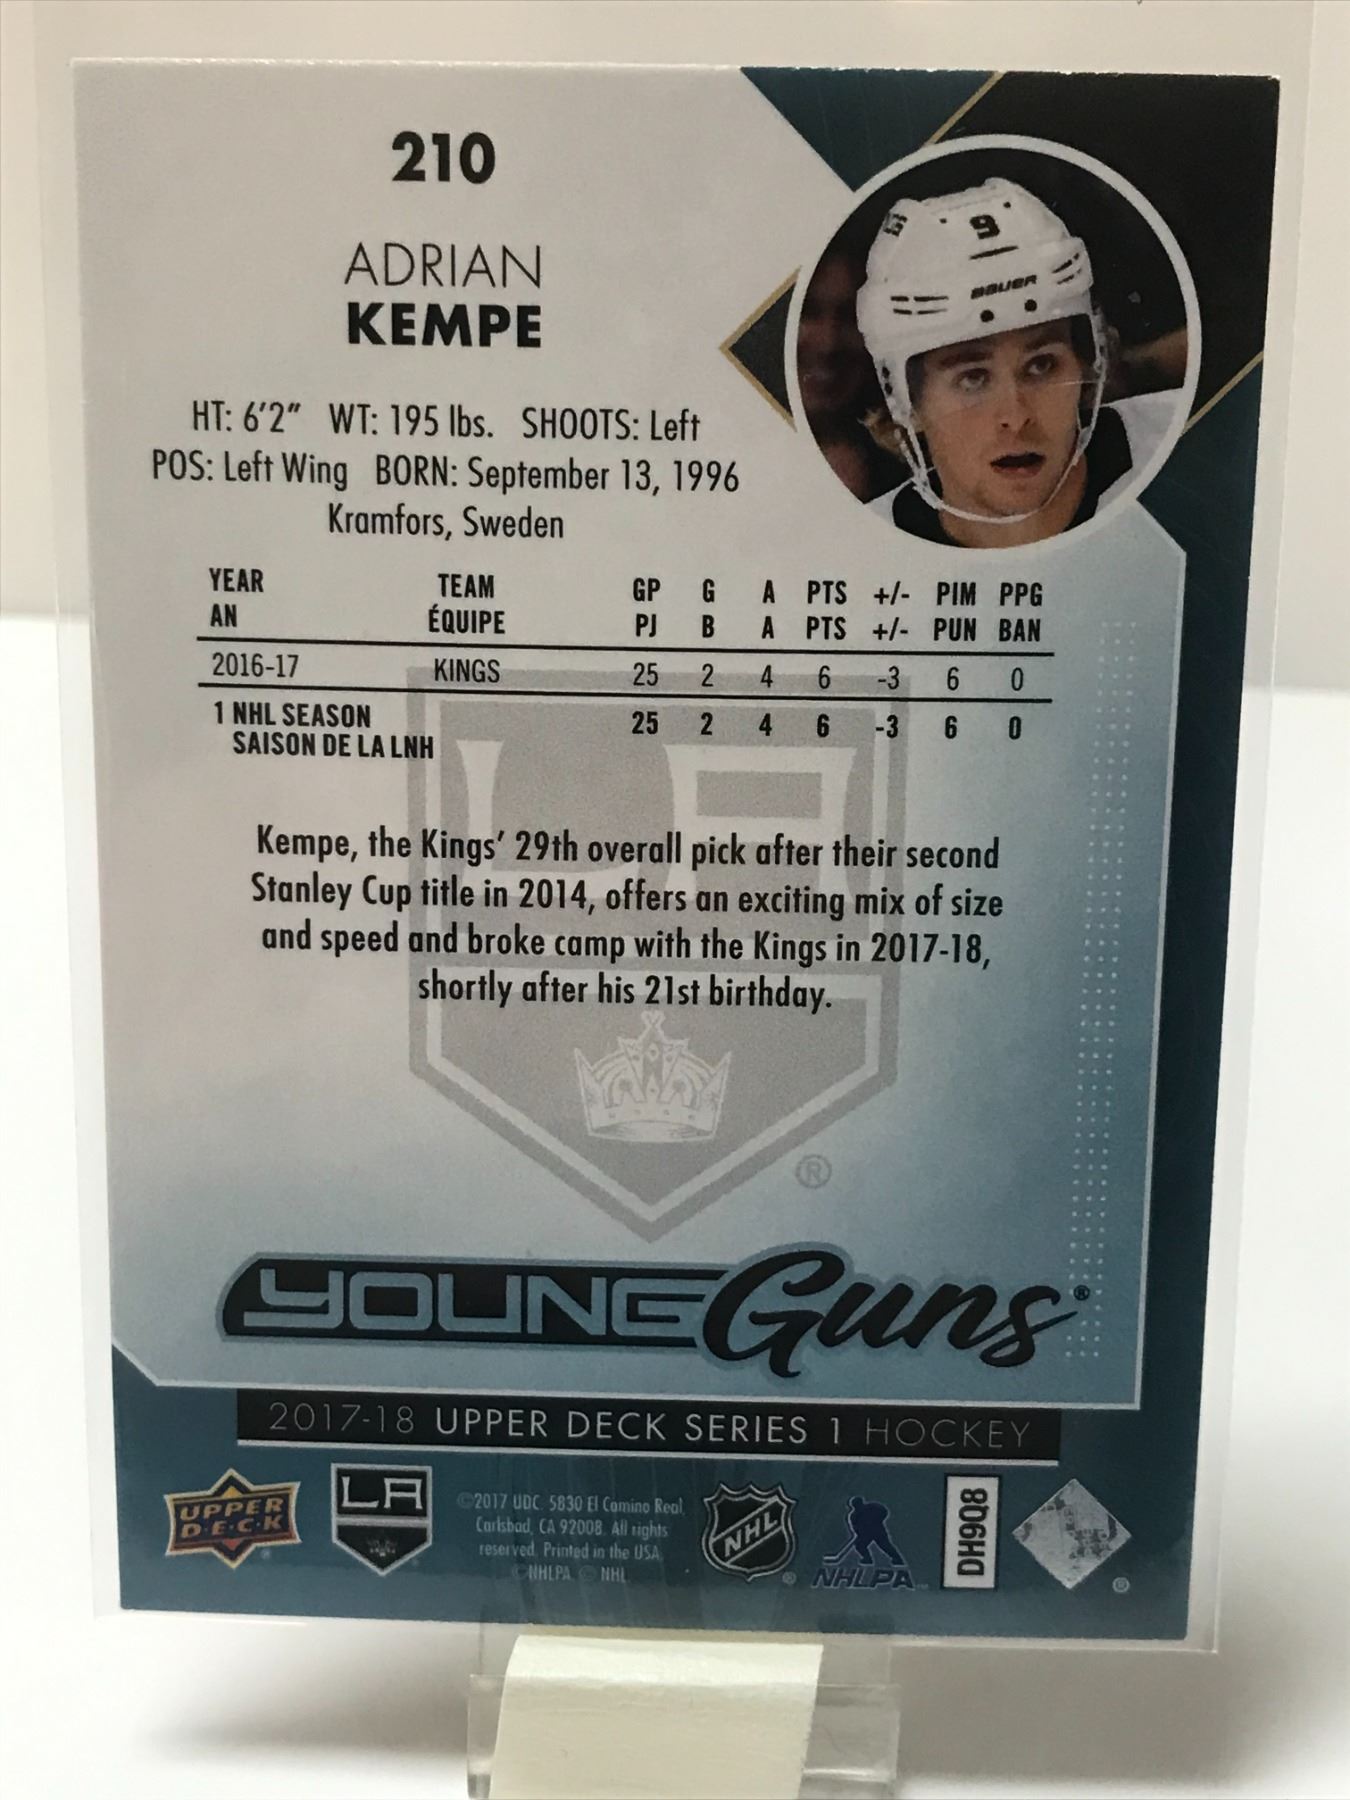 210
ADRIAN
KEMPE
9
BAUER
HT: 6'2" WT: 195 lbs. SHOOTS: Left
POS: Left Wing BORN: September 13, 1996
Kramfors, Sweden
YEAR TEAM GP G A PTS +/- PIM PPG
AN ÉQUIPE PJ B A PTS +/- PUN BAN
2016-17 KINGS 25 2 4 6 -3 6 0
1 NHL SEASON 25 2 4 6 -3 6 0
SAISON DE LA LNH
LA
Kempe, the Kings' 29th overall pick after their second
Stanley Cup title in 2014, offers an exciting mix of size
and speed and broke camp with the Kings in 2017-18,
shortly after his 21st birthday.
®
YOUNG Guns®
2017-18 UPPER DECK SERIES 1 HOCKEY
UPPER
D·E·C·K
LA
©2017 UDC. 5830 El Camino Real,
Carlsbad, CA 92008. All rights
reserved. Printed in the USA
©NHLPA © NHL
NHL
NHLPA
DH9Q8